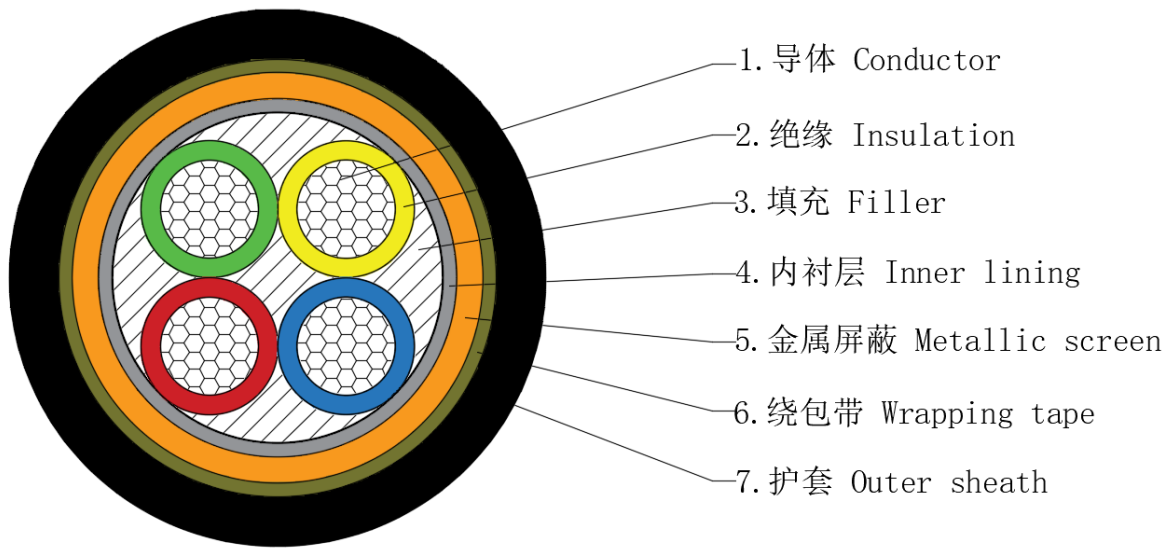 1.导体 Conductor
2.绝缘 Insulation
3.填充 Filler
4.内衬层 Inner lining
5.金属屏蔽 Metallic screen
6.绕包带 Wrapping tape
7.护套 Outer sheath